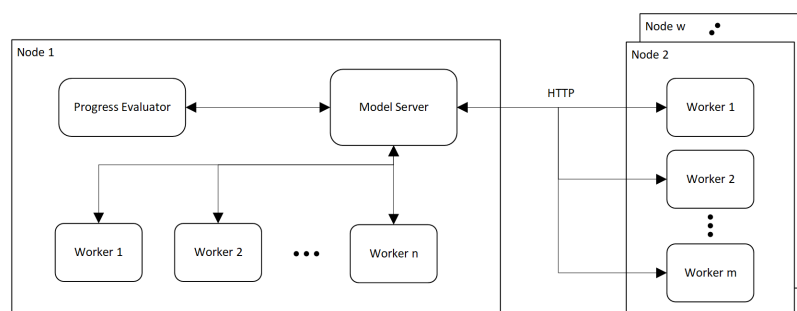 Node w
Node 1
Node 2
Progress Evaluator
Model Server
HTTP
Worker 1
Worker 2
Worker 1
Worker 2
Worker n
Worker m